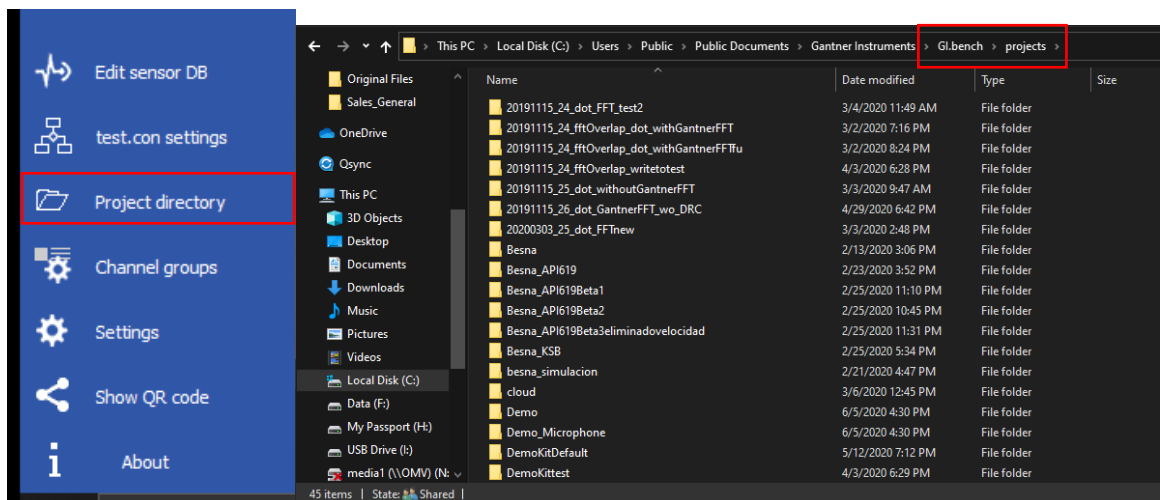 Edit sensor DB
test.con settings
Project directory
Channel groups
Settings
Show QR code
About
This PC > Local Disk (C:) > Users > Public > Public Documents > Gantner Instruments > GI.bench > projects >
Original Files
Sales_General
OneDrive
Qsync
This PC
3D Objects
Desktop
Documents
Downloads
Music
Pictures
Videos
Local Disk (C:)
Data (F:)
My Passport (H:)
USB Drive (I:)
media1 (\\OMV) (N:
Name Date modified Type Size
20191115_24_dot_FFT_test2 3/4/2020 11:49 AM File folder
20191115_24_fftOverlap_dot_withGantnerFFT 3/2/2020 7:16 PM File folder
20191115_24_fftOverlap_dot_withGantnerFFTfu 3/2/2020 8:24 PM File folder
20191115_24_fftOverlap_writetotest 4/3/2020 6:28 PM File folder
20191115_25_dot_withoutGantnerFFT 3/3/2020 9:47 AM File folder
20191115_26_dot_GantnerFFT_wo_DRC 4/29/2020 6:42 PM File folder
20200303_25_dot_FFTnew 3/3/2020 2:48 PM File folder
Besna 2/13/2020 3:06 PM File folder
Besna_API619 2/23/2020 3:52 PM File folder
Besna_API619Beta1 2/25/2020 11:10 PM File folder
Besna_API619Beta2 2/25/2020 10:45 PM File folder
Besna_API619Beta3eliminadovelocidad 2/25/2020 11:31 PM File folder
Besna_KSB 2/25/2020 5:34 PM File folder
besna_simulacion 2/21/2020 4:47 PM File folder
cloud 3/6/2020 12:45 PM File folder
Demo 6/5/2020 4:30 PM File folder
Demo_Microphone 6/5/2020 4:30 PM File folder
DemoKitDefault 5/12/2020 7:12 PM File folder
DemoKittest 4/3/2020 6:29 PM File folder
45 items | State: Shared |